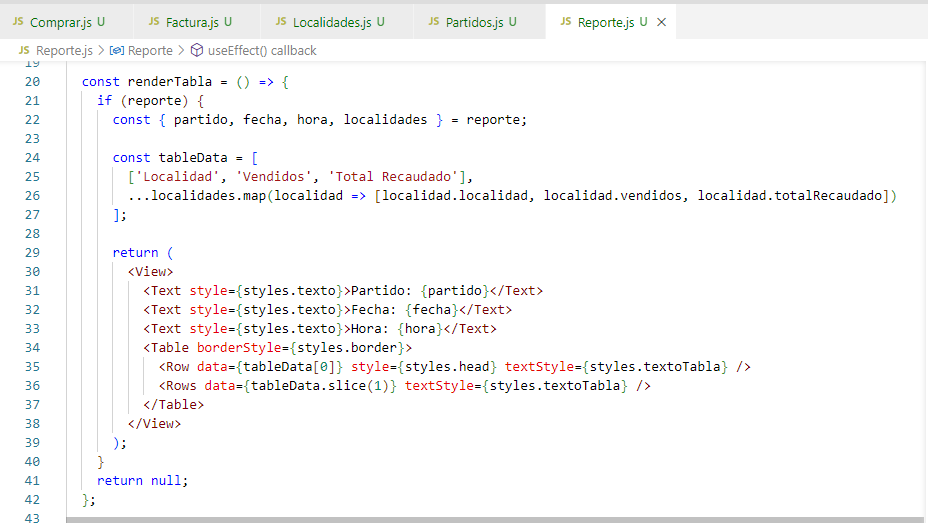 JS Comprar.js U JS Factura.js U JS Localidades.js U JS Partidos.js U JS Reporte.js U
JS Reporte.js > Reporte > useEffect() callback
19
20 const renderTabla = () => {
21 if (reporte) {
22 const { partido, fecha, hora, localidades } = reporte;
23
24 const tableData = [
25 ['Localidad', 'Vendidos', 'Total Recaudado'],
26 ...localidades.map(localidad => [localidad.localidad, localidad.vendidos, localidad.totalRecaudado])
27 ];
28
29 return (
30 <View>
31 <Text style={styles.texto}>Partido: {partido}</Text>
32 <Text style={styles.texto}>Fecha: {fecha}</Text>
33 <Text style={styles.texto}>Hora: {hora}</Text>
34 <Table borderStyle={styles.border}>
35 <Row data={tableData[0]} style={styles.head} textStyle={styles.textoTabla} />
36 <Rows data={tableData.slice(1)} textStyle={styles.textoTabla} />
37 </Table>
38 </View>
39 );
40 }
41 return null;
42 };
43